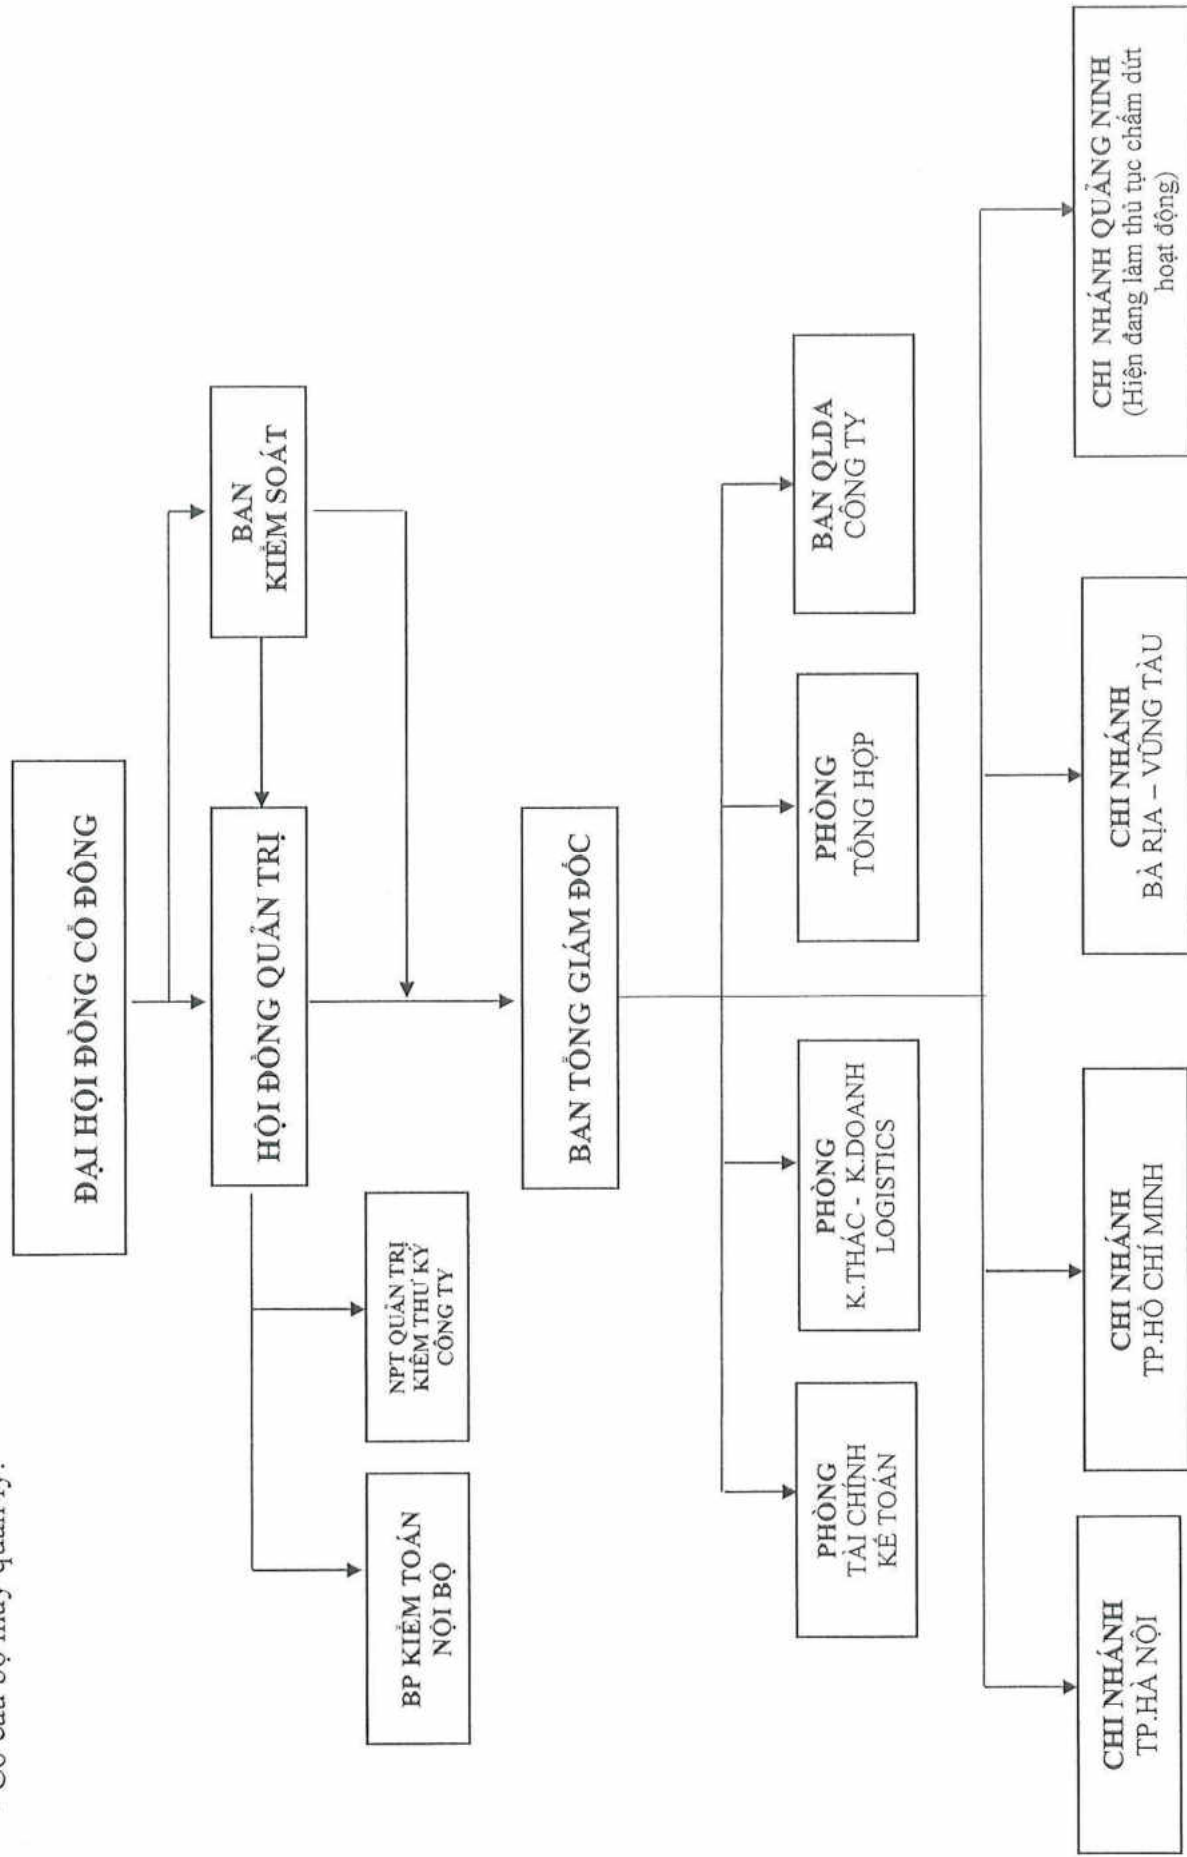 Cơ cấu bộ máy quản lý:
ĐẠI HỘI ĐỒNG CỔ ĐÔNG
BAN
KIỂM SOÁT
HỘI ĐỒNG QUẢN TRỊ
BP KIỂM TOÁN
NỘI BỘ
NPT QUẢN TRỊ
KIÊM THƯ KÝ
CÔNG TY
BAN TỔNG GIÁM ĐỐC
PHÒNG
TÀI CHÍNH
KẾ TOÁN
PHÒNG
K.THÁC - K.DOANH
LOGISTICS
PHÒNG
TỔNG HỢP
BAN QLDA
CÔNG TY
CHI NHÁNH
TP.HÀ NỘI
CHI NHÁNH
TP.HỒ CHÍ MINH
CHI NHÁNH
BÀ RỊA – VŨNG TÀU
CHI NHÁNH QUẢNG NINH
(Hiện đang làm thủ tục chấm dứt
hoạt động)